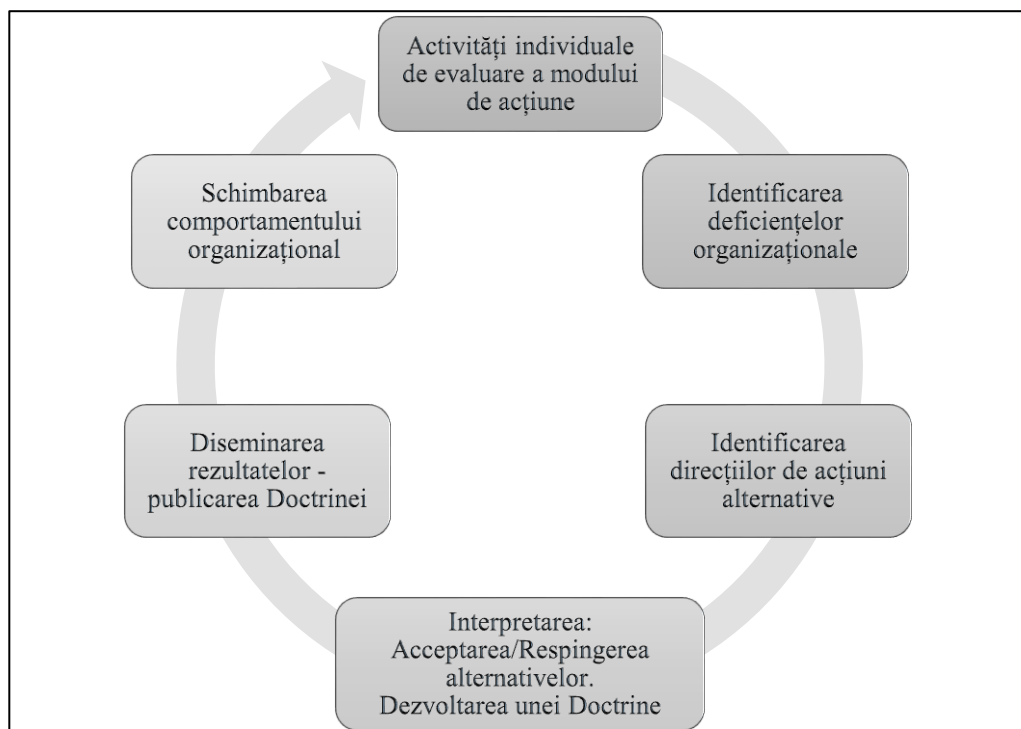 Activități individuale
de evaluare a modului
de acțiune
Identificarea
deficiențelor
organizaționale
Identificarea
direcțiilor de acțiuni
alternative
Interpretarea:
Acceptarea/Respingerea
alternativelor.
Dezvoltarea unei Doctrine
Diseminarea
rezultatelor -
publicarea Doctrinei
Schimbarea
comportamentului
organizațional